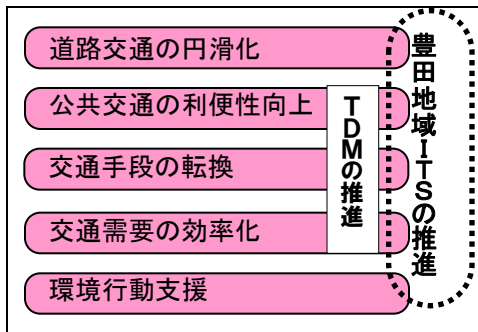 道路交通の円滑化
公共交通の利便性向上
交通手段の転換
交通需要の効率化
環境行動支援
TDMの推進
豊田地域ITSの推進